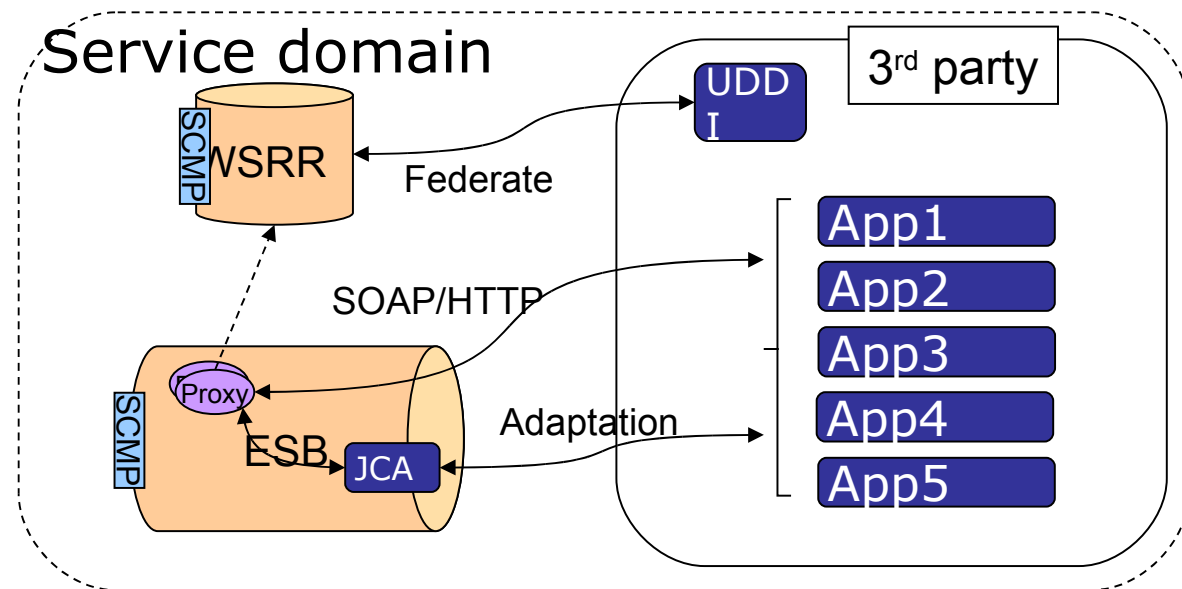 Service domain
3rd party
UDD
I
SCMP
WSRR
Federate
App1
SOAP/HTTP
App2
App3
Proxy
SCMP
Adaptation
App4
ESB
JCA
App5